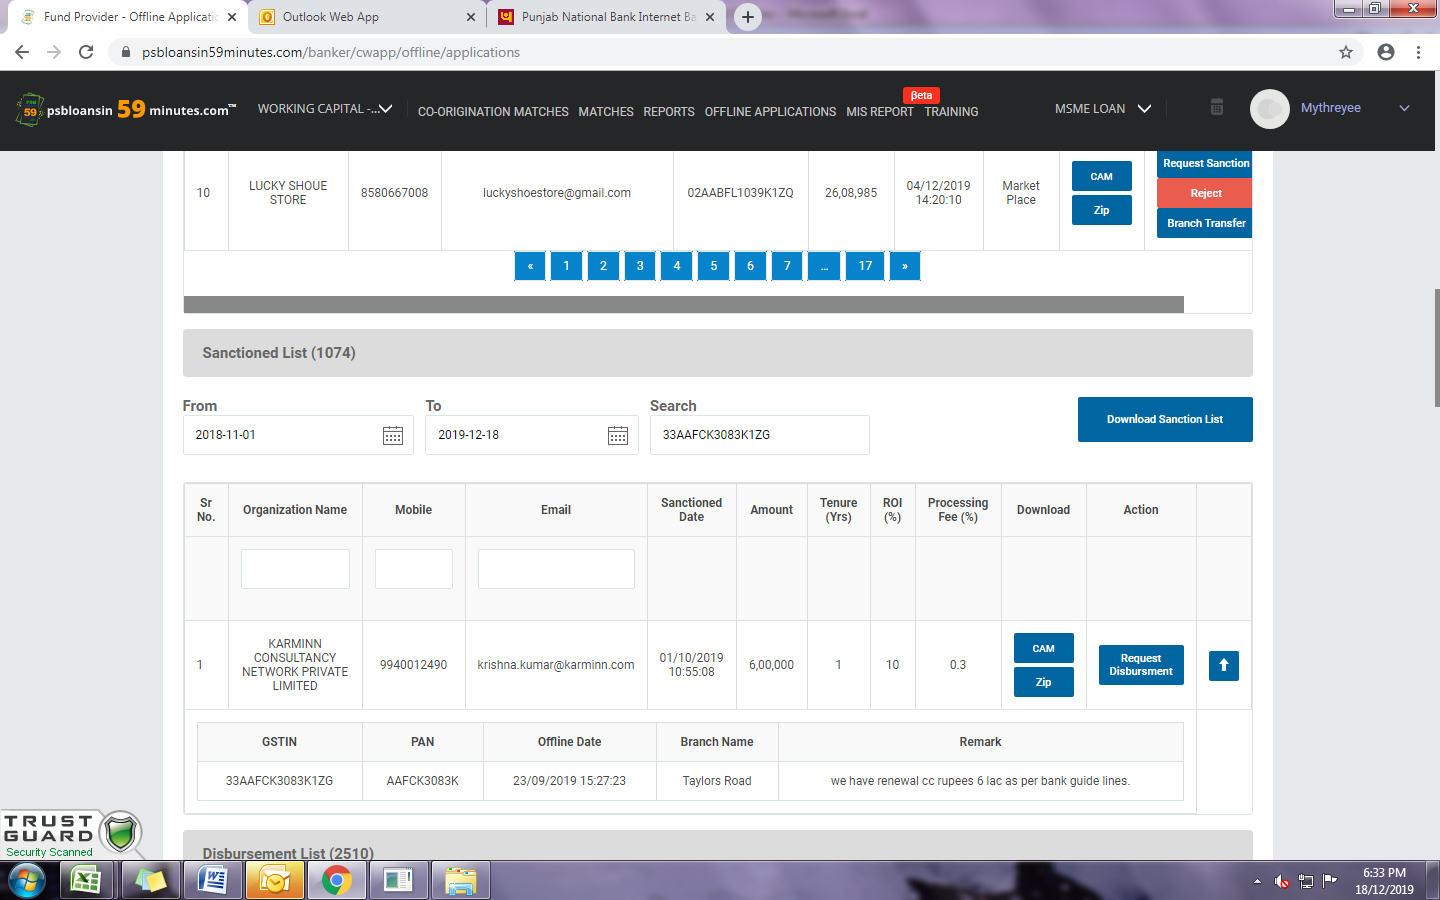 Fund Provider - Offline Applicatio
Outlook Web App
Punjab National Bank Internet Ba
psbloansin59minutes.com/banker/cwapp/offline/applications
psbloansin 59 minutes.com™
WORKING CAPITAL -...
CO-ORIGINATION MATCHES
MATCHES
REPORTS
OFFLINE APPLICATIONS
MIS REPORT
βeta
TRAINING
MSME LOAN
Mythreyee
10
LUCKY SHOUE
STORE
8580667008
luckyshoestore@gmail.com
02AABFL1039K1ZQ
26,08,985
04/12/2019
14:20:10
Market
Place
CAM
Zip
Request Sanction
Reject
Branch Transfer
« 1 2 3 4 5 6 7 ... 17 »
Sanctioned List (1074)
From
To
Search
2018-11-01
2019-12-18
33AAFCK3083K1ZG
Download Sanction List
Sr
No.
Organization Name
Mobile
Email
Sanctioned
Date
Amount
Tenure
(Yrs)
ROI
(%)
Processing
Fee (%)
Download
Action
1
KARMINN
CONSULTANCY
NETWORK PRIVATE
LIMITED
9940012490
krishna.kumar@karminn.com
01/10/2019
10:55:08
6,00,000
1
10
0.3
CAM
Zip
Request
Disbursment
GSTIN
PAN
Offline Date
Branch Name
Remark
33AAFCK3083K1ZG
AAFCK3083K
23/09/2019 15:27:23
Taylors Road
we have renewal cc rupees 6 lac as per bank guide lines.
TRUST
GUARD
Security Scanned
Disbursement List (2510)
6:33 PM
18/12/2019